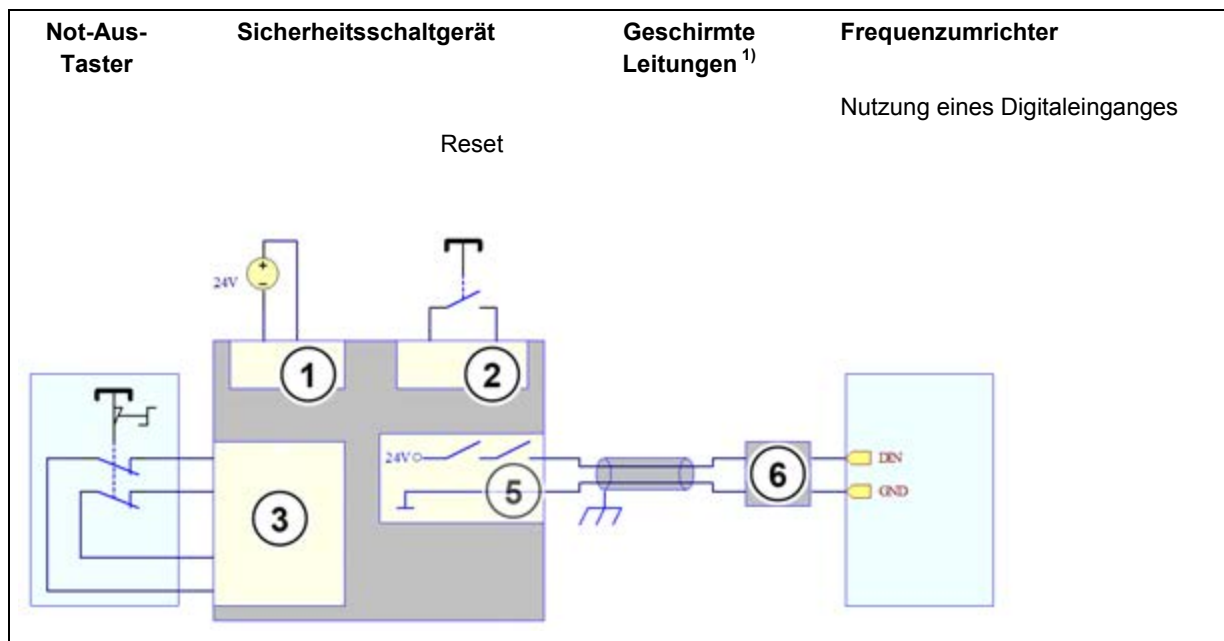 Not-Aus-
Taster
Sicherheitsschaltgerät
Geschirmte
Leitungen 1)
Frequenzumrichter
Nutzung eines Digitaleinganges
Reset
24V
+
−
1
2
24V
DIN
GND
3
5
6